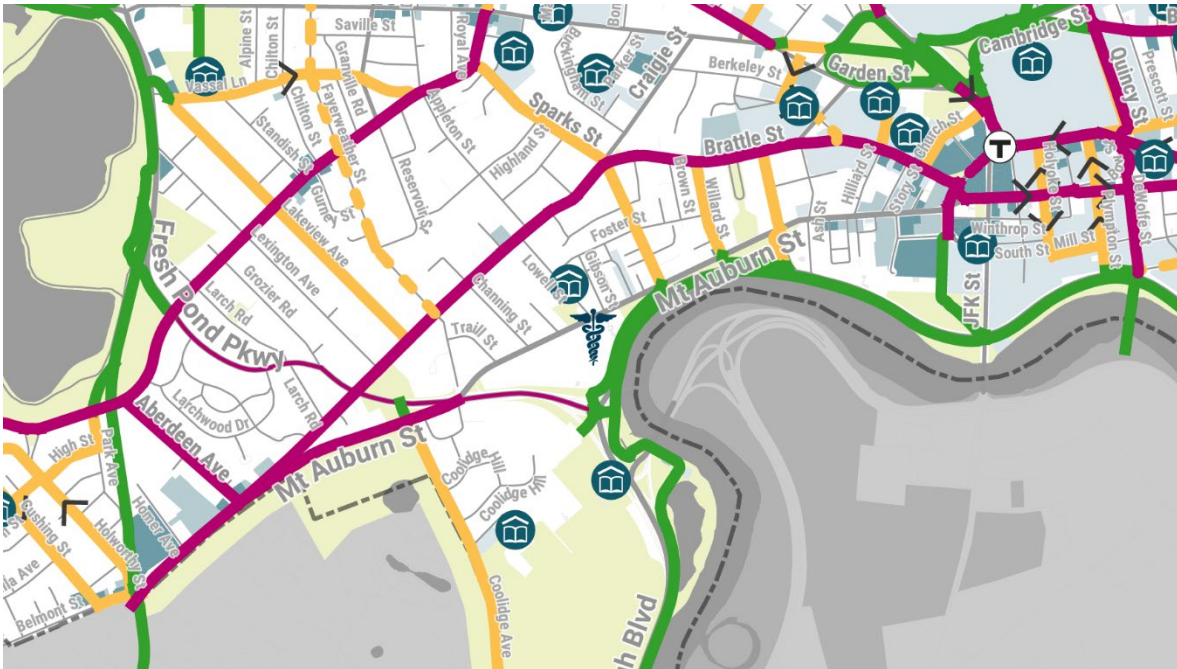 Saville St
Alpine St
Chilton St
Royal Ave
Granville Rd
Vassal Ln
Chilton St
Fayerweather St
Standish St
Gurney St
Appleton St
Reservoir St
Highland St
Sparks St
Buckingham St
Parker St
Craigie St
Berkeley St
Garden St
Cambridge St
Quincy St
Prescott St
Brattle St
Church St
T
Hilliard St
Story St
Ash St
Brown St
Willard St
Foster St
Gibson St
Lowell St
Channing St
Traill St
Lakeview Ave
Lexington Ave
Grozier Rd
Larch Rd
Fresh Pond Pkwy
Larch Rd
Larchwood Dr
Aberdeen Ave
Mt Auburn St
Mt Auburn St
Holyoke St
Plympton St
DeWolfe St
Winthrop St
South St
Mill St
JFK St
High St
Park Ave
Homer Ave
Holworthy St
Cushing St
Belmont St
Coolidge Hill
Coolidge Hill
Coolidge Ave
gh Blvd